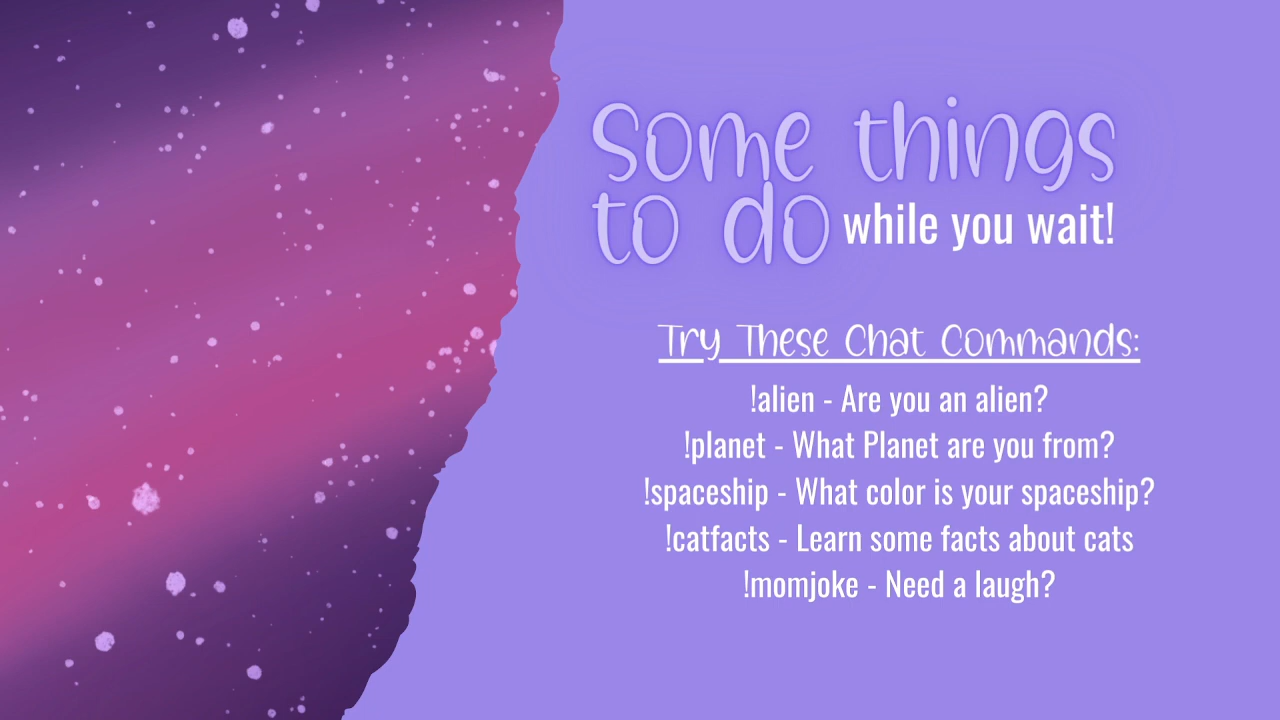 Some things
to do while you wait!
Try These Chat Commands:
!alien - Are you an alien?
!planet - What Planet are you from?
!spaceship - What color is your spaceship?
!catfacts - Learn some facts about cats
!momjoke - Need a laugh?